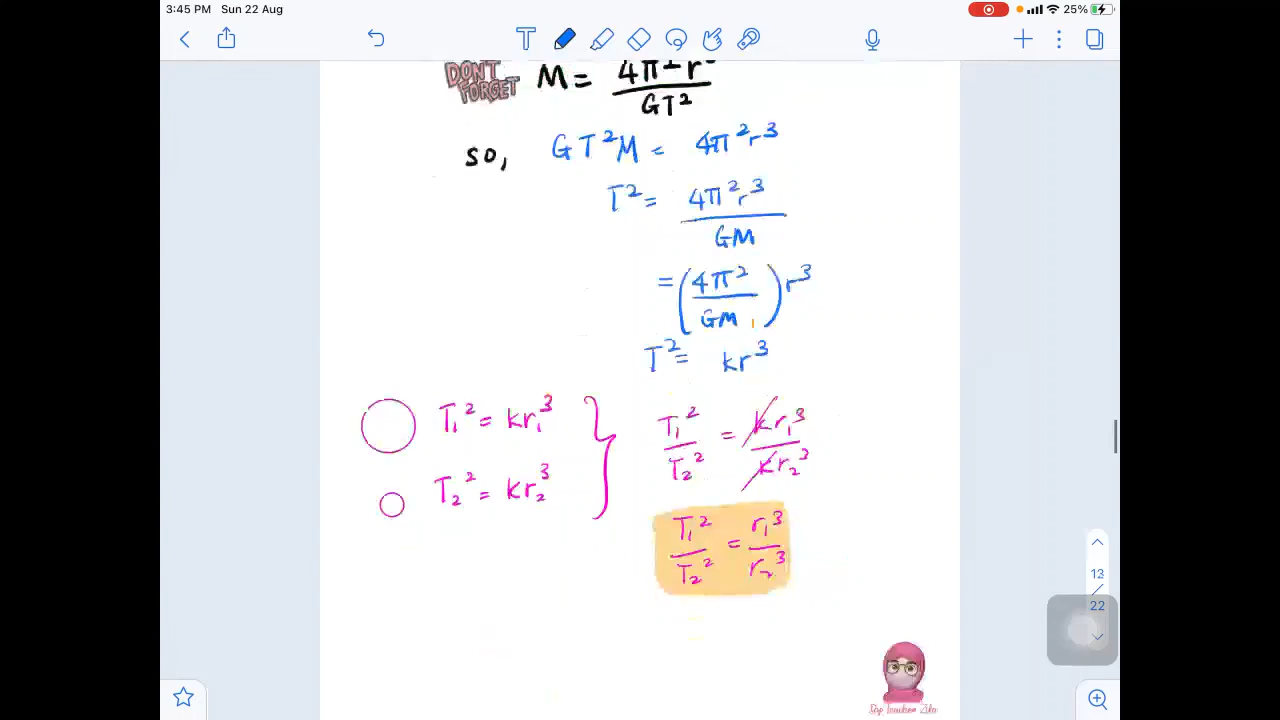 3:45 PM Sun 22 Aug 25%
DON'T FORGET M = 4π²r³ / GT²
so, GT²M = 4π²r³
T² = 4π²r³ / GM
= (4π² / GM) r³
T² = kr³
T₁² = kr₁³
T₂² = kr₂³
T₁² / T₂² = kr₁³ / kr₂³
T₁² / T₂² = r₁³ / r₂³
13
/
22